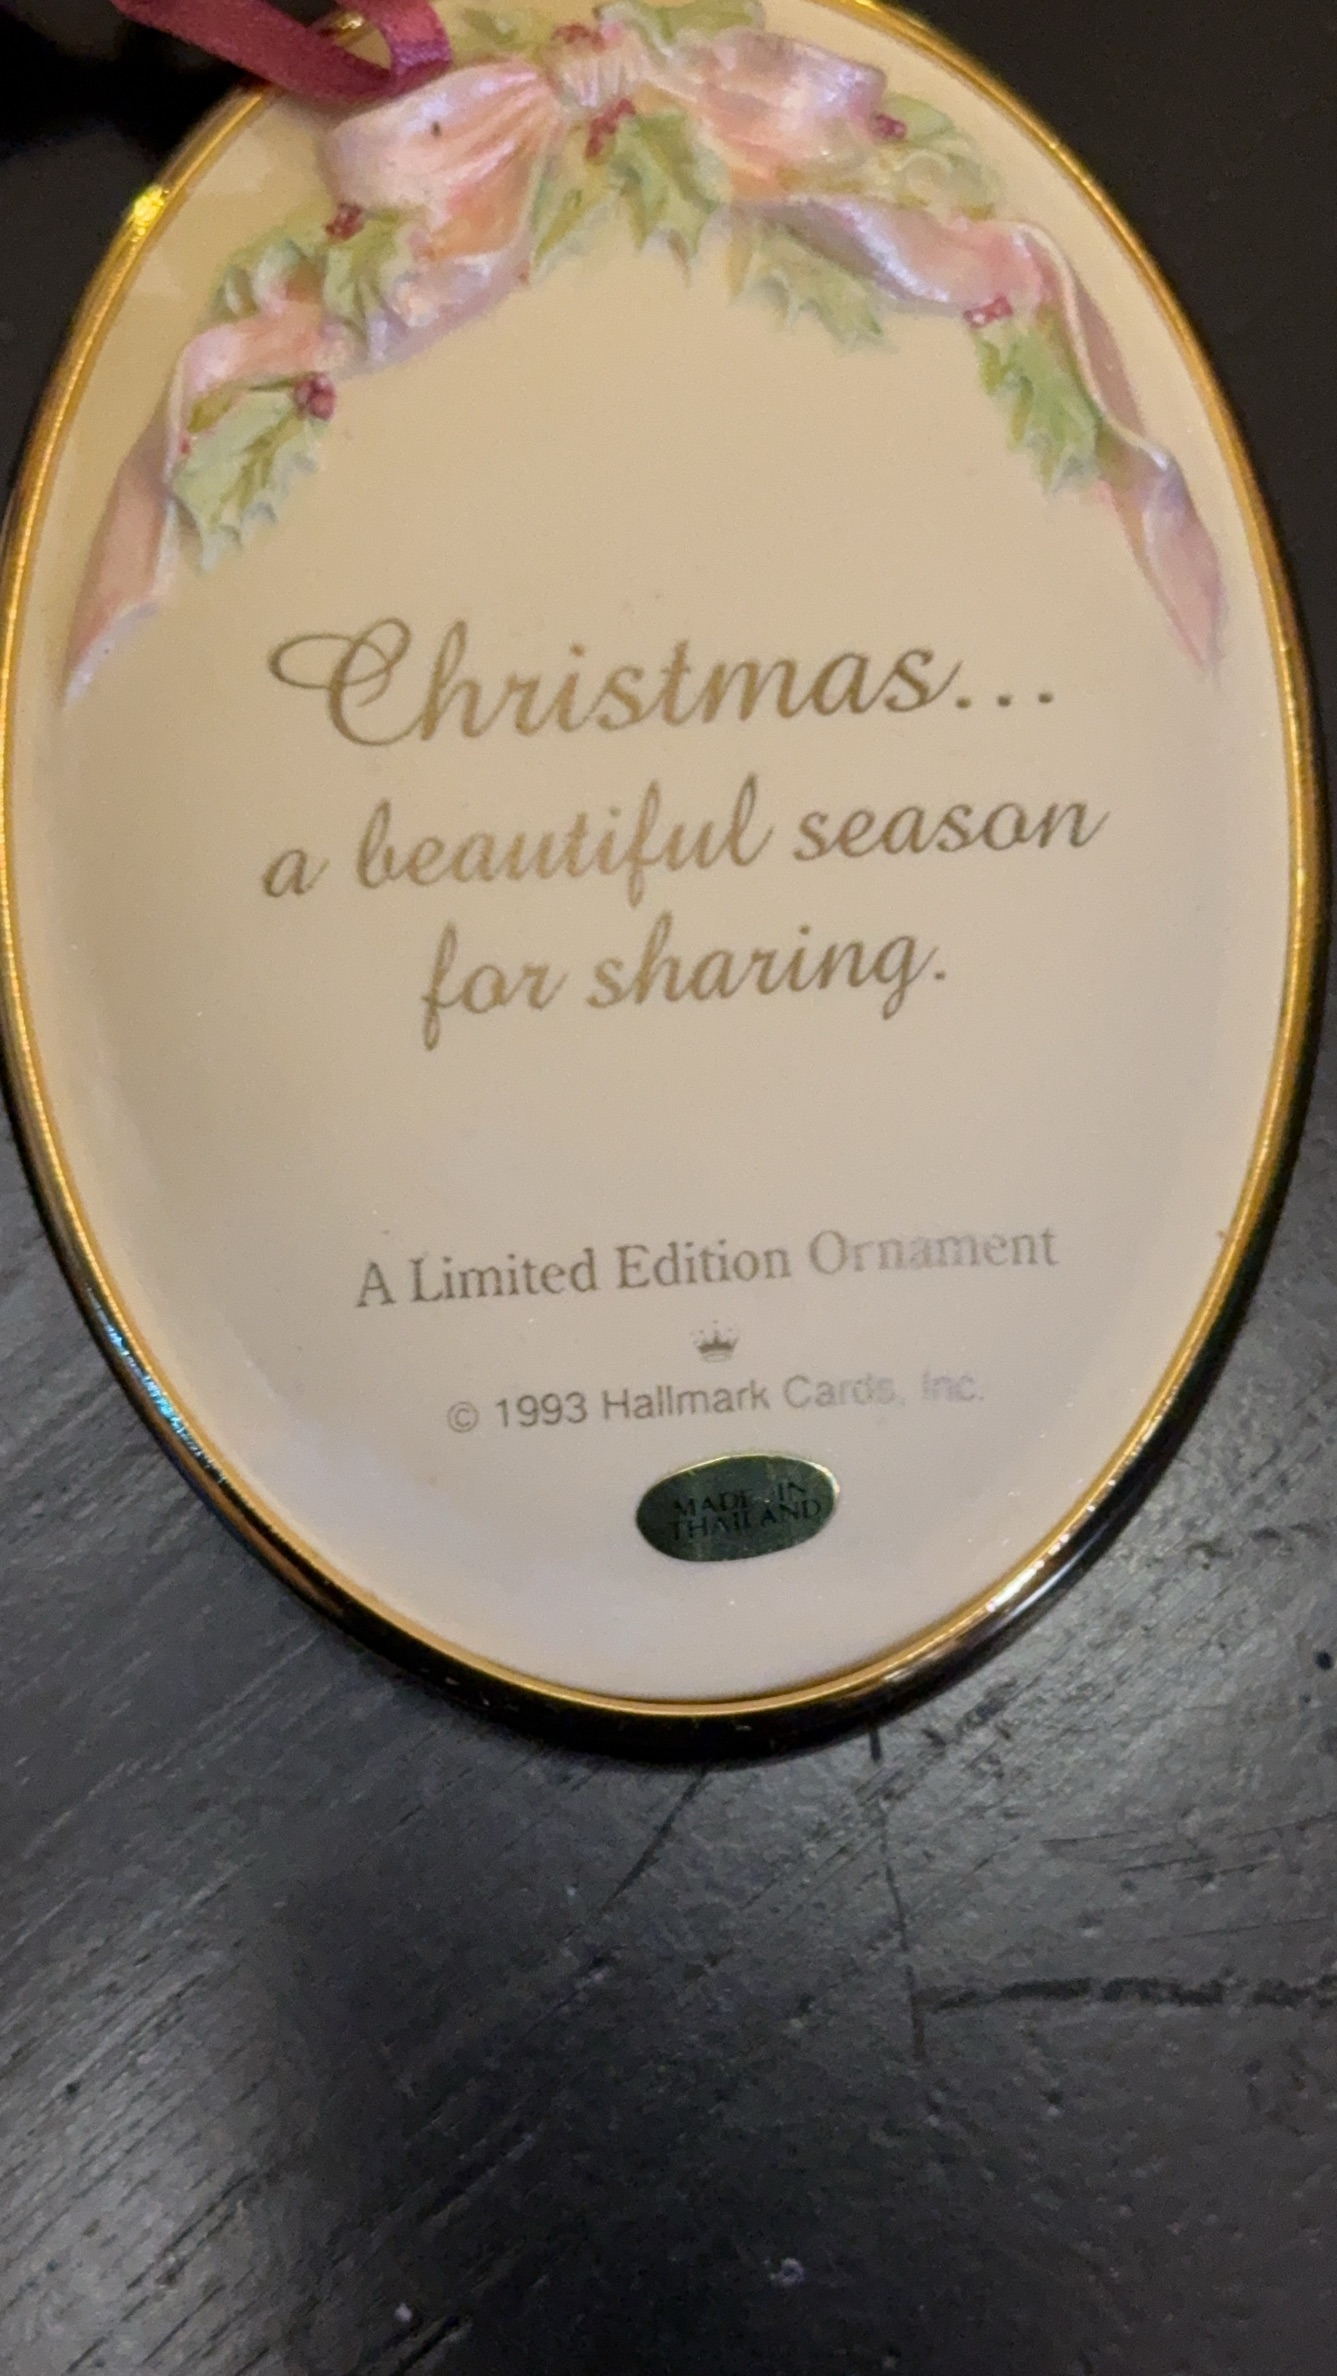 Christmas...
a beautiful season
for sharing.
A Limited Edition Ornament
© 1993 Hallmark Cards, Inc.
MADE IN
THAILAND